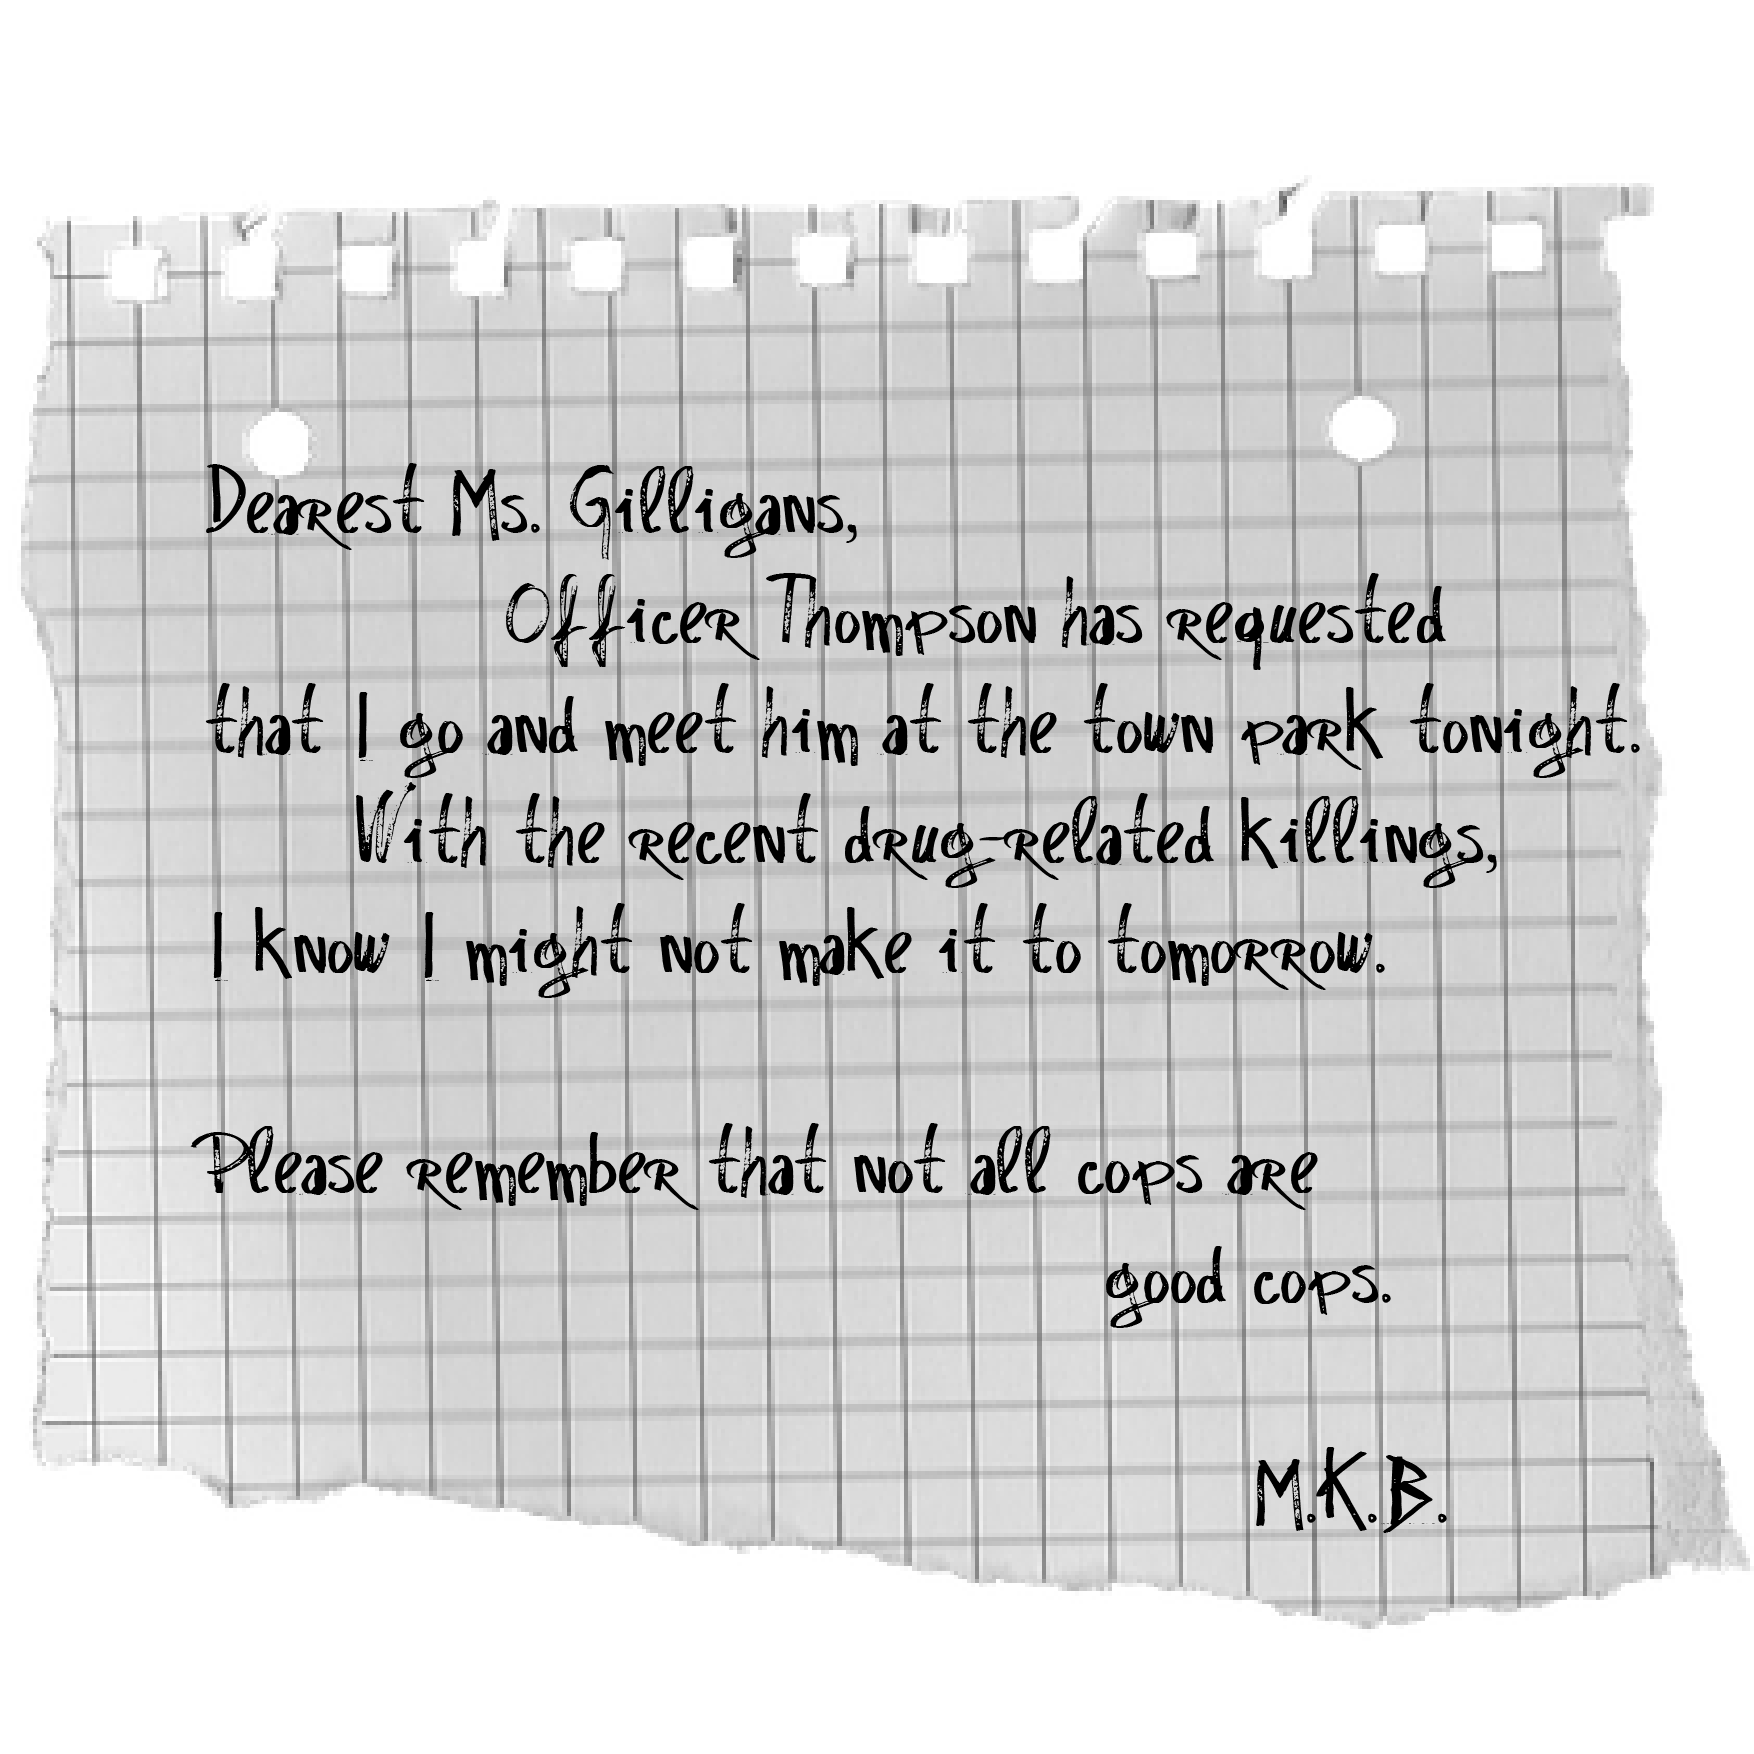 Dearest Ms. Gilligans,
Officer Thompson has requested
that I go and meet him at the town park tonight.
With the recent drug-related killings,
I know I might not make it to tomorrow.
Please remember that not all cops are
good cops.
M.K.B.